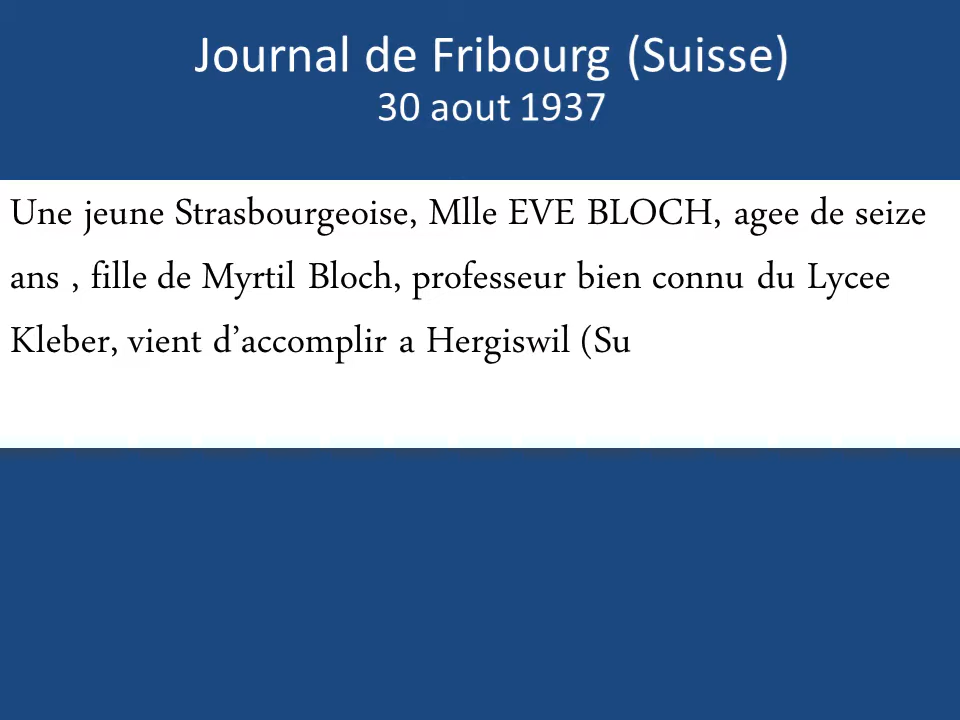 Journal de Fribourg (Suisse)
30 aout 1937
Une jeune Strasbourgeoise, Mlle EVE BLOCH, agee de seize
ans , fille de Myrtil Bloch, professeur bien connu du Lycee
Kleber, vient d’accomplir a Hergiswil (Su